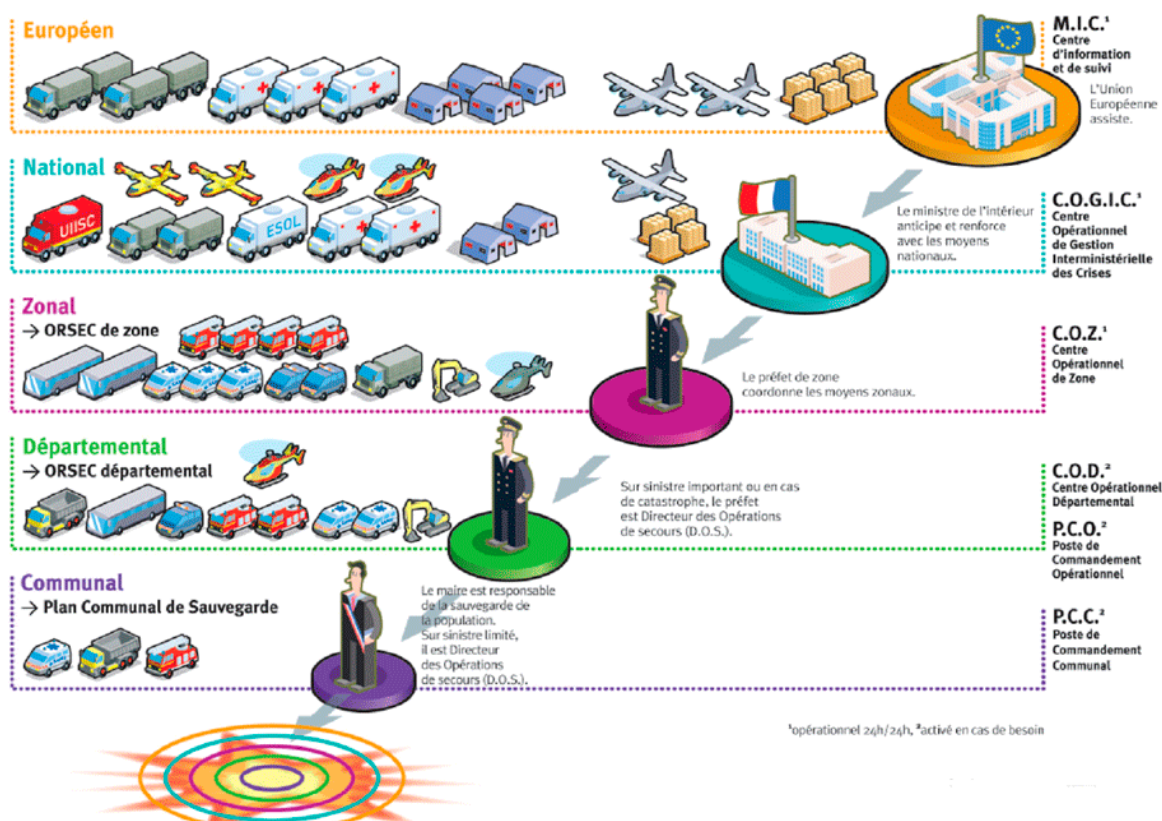 Européen
M.I.C.¹
Centre
d'information
et de suivi
L'Union
Européenne
assiste.
National
UIISC
ESOL
Le ministre de l'intérieur
anticipe et renforce
avec les moyens
nationaux.
C.O.G.I.C.¹
Centre
Opérationnel
de Gestion
Interministérielle
des Crises
Zonal
→ ORSEC de zone
Le préfet de zone
coordonne les moyens zonaux.
C.O.Z.¹
Centre
Opérationnel
de Zone
Départemental
→ ORSEC départemental
Sur sinistre important ou en cas
de catastrophe, le préfet
est Directeur des Opérations
de secours (D.O.S.).
C.O.D.²
Centre Opérationnel
Départemental
P.C.O.²
Poste de
Commandement
Opérationnel
Communal
→ Plan Communal de Sauvegarde
Le maire est responsable
de la sauvegarde de
la population.
Sur sinistre limité,
il est Directeur
des Opérations
de secours (D.O.S.).
P.C.C.²
Poste de
Commandement
Communal
¹opérationnel 24h/24h, ²activé en cas de besoin